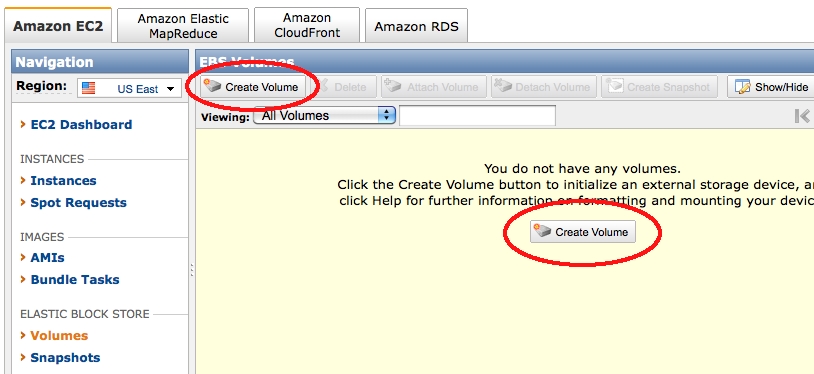 Amazon EC2
Amazon Elastic
MapReduce
Amazon
CloudFront
Amazon RDS
Navigation
Region:
US East
EC2 Dashboard
INSTANCES
Instances
Spot Requests
IMAGES
AMIs
Bundle Tasks
ELASTIC BLOCK STORE
Volumes
Snapshots
EBS Volumes
Create Volume
Delete
Attach Volume
Detach Volume
Create Snapshot
Show/Hide
Viewing:
All Volumes
You do not have any volumes.
Click the Create Volume button to initialize an external storage device, an
click Help for further information on formatting and mounting your devic
Create Volume